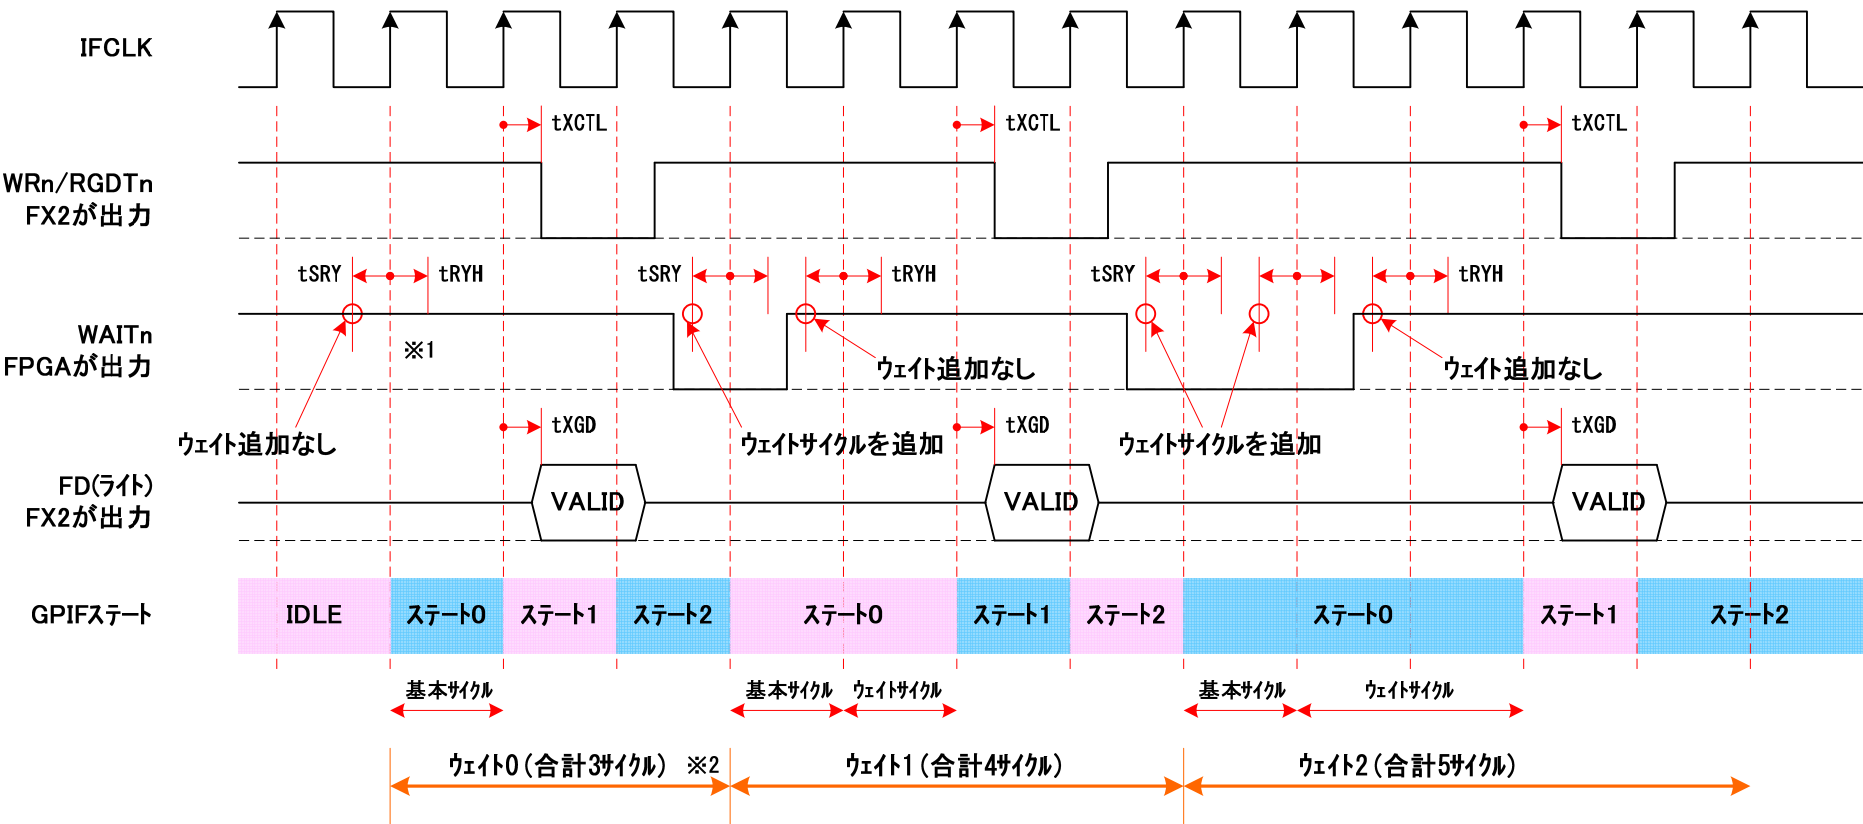 IFCLK
tXCTL tXCTL tXCTL
WRn/RGDTn
FX2が出力
tSRY tRYH tSRY tRYH tSRY tRYH
WAITn
FPGAが出力
※1
ウェイト追加なし ウェイト追加なし
ウェイト追加なし ウェイトサイクルを追加 ウェイトサイクルを追加
tXGD tXGD tXGD
FD(ライト)
FX2が出力
VALID VALID VALID
GPIFステート IDLE ステート0 ステート1 ステート2 ステート0 ステート1 ステート2 ステート0 ステート1 ステート2
基本サイクル 基本サイクル ウェイトサイクル 基本サイクル ウェイトサイクル
ウェイト0(合計3サイクル) ※2 ウェイト1(合計4サイクル) ウェイト2(合計5サイクル)